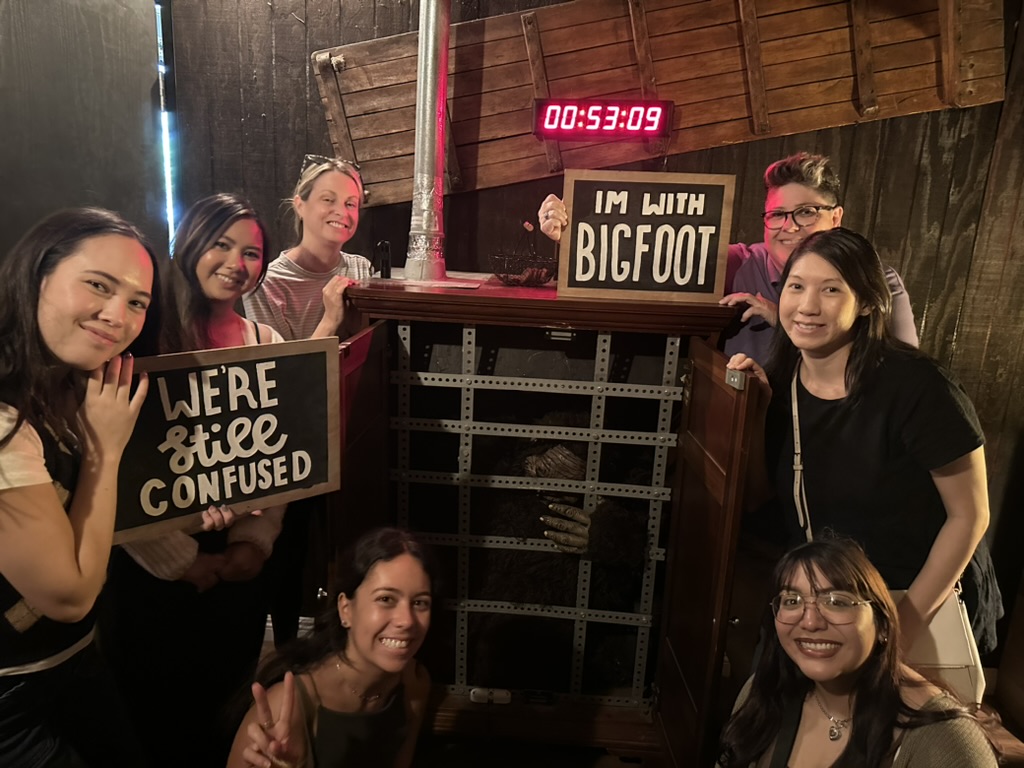 00:53:09
IM WITH
BIGFOOT
WE'RE
still
CONFUSED